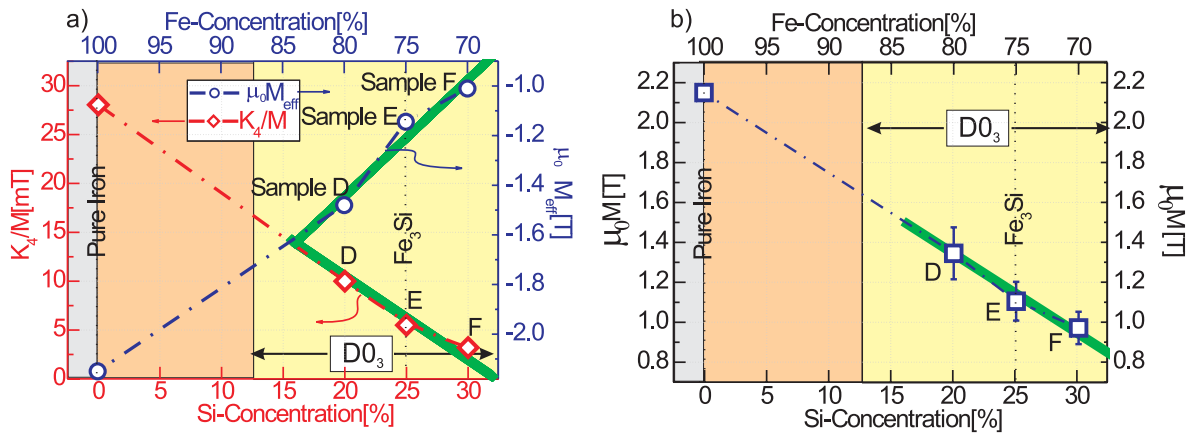 a)
Fe-Concentration[%]
100 95 90 85 80 75 70
μ₀M_eff
K₄/M
Sample F
Sample E
Sample D
Pure Iron
Fe₃Si
D
E
F
D0₃
30
25
20
15
10
5
0
K₄/M[mT]
-1.0
-1.2
-1.4
-1.6
-1.8
-2.0
μ₀ M_eff[T]
0 5 10 15 20 25 30
Si-Concentration[%]
b)
Fe-Concentration[%]
100 95 90 85 80 75 70
D0₃
Pure Iron
Fe₃Si
D
E
F
2.2
2.0
1.8
1.6
1.4
1.2
1.0
0.8
μ₀M[T]
2.2
2.0
1.8
1.6
1.4
1.2
1.0
0.8
μ₀M[T]
0 5 10 15 20 25 30
Si-Concentration[%]